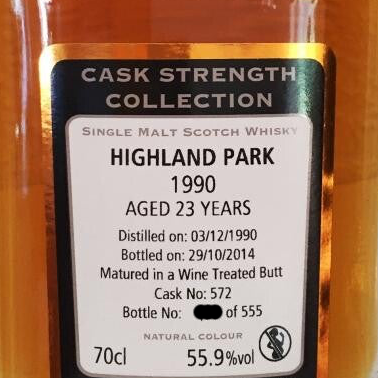 CASK STRENGTH
COLLECTION
SINGLE MALT SCOTCH WHISKY
HIGHLAND PARK
1990
AGED 23 YEARS
Distilled on: 03/12/1990
Bottled on: 29/10/2014
Matured in a Wine Treated Butt
Cask No: 572
Bottle No: of 555
NATURAL COLOUR
70cl 55.9%vol